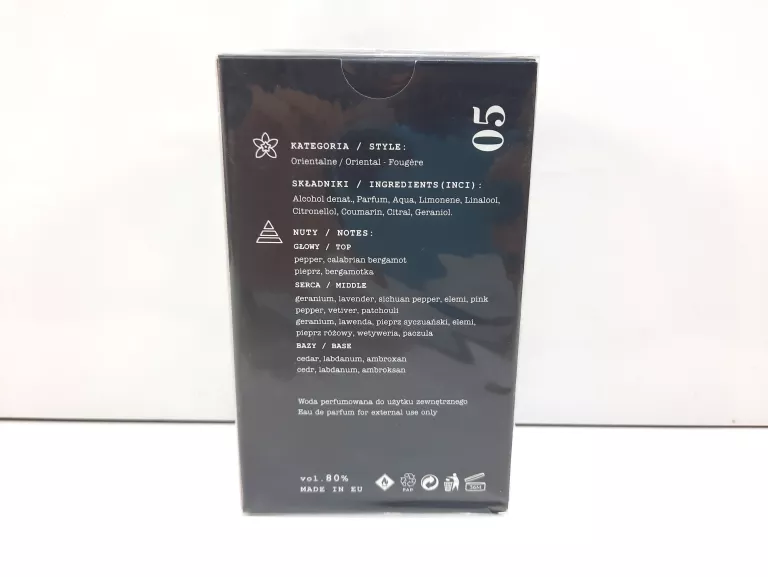 05
KATEGORIA / STYLE:
Orientalne / Oriental - Fougère
SKŁADNIKI / INGREDIENTS(INCI):
Alcohol denat., Parfum, Aqua, Limonene, Linalool,
Citronellol, Coumarin, Citral, Geraniol.
NUTY / NOTES:
GŁOWY / TOP
pepper, calabrian bergamot
pieprz, bergamotka
SERCA / MIDDLE
geranium, lavender, sichuan pepper, elemi, pink
pepper, vetiver, patchouli
geranium, lawenda, pieprz syczuański, elemi,
pieprz różowy, wetyweria, paczula
BAZY / BASE
cedar, labdanum, ambroxan
cedr, labdanum, ambroksan
Woda perfumowana do użytku zewnętrznego
Eau de parfum for external use only
vol.80%
MADE IN EU
PAP